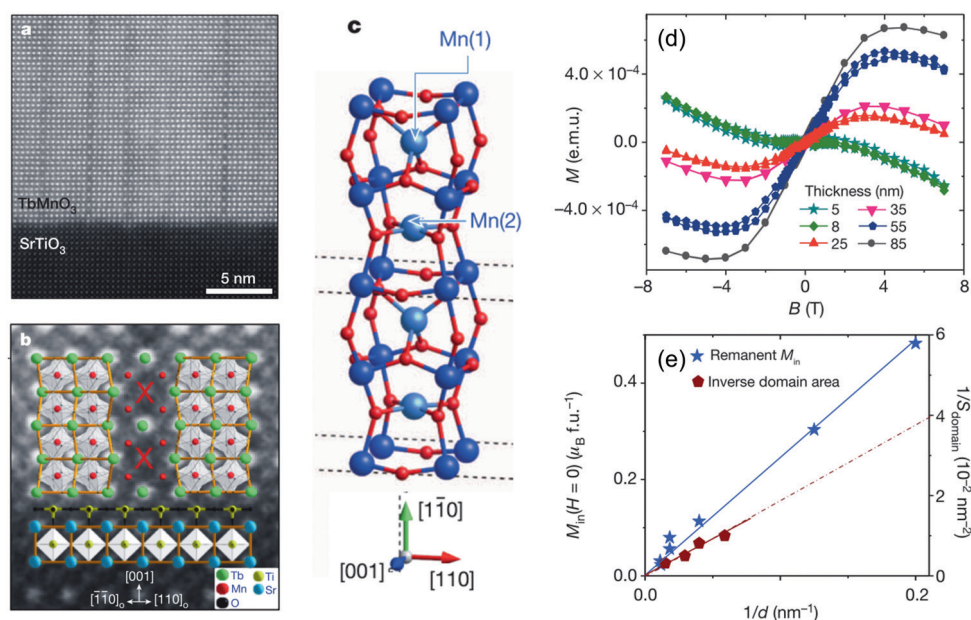 a
TbMnO₃
SrTiO₃
5 nm
b
[001]
[1̄1̄0]ₒ [110]ₒ
Tb Ti
Mn Sr
O
c
Mn(1)
Mn(2)
[11̄0]
[001]
[110]
(d)
M (e.m.u.)
4.0 × 10⁻⁴
0.0
−4.0 × 10⁻⁴
Thickness (nm)
5 35
8 55
25 85
−8 −4 0 4 8
B (T)
(e)
Remanent Mᵢₙ
Inverse domain area
Mᵢₙ(H = 0) (μ_B f.u.⁻¹)
0.4
0.2
0.0
1/S_domain (10⁻² nm⁻²)
6
4
2
0
0.0 0.1 0.2
1/d (nm⁻¹)